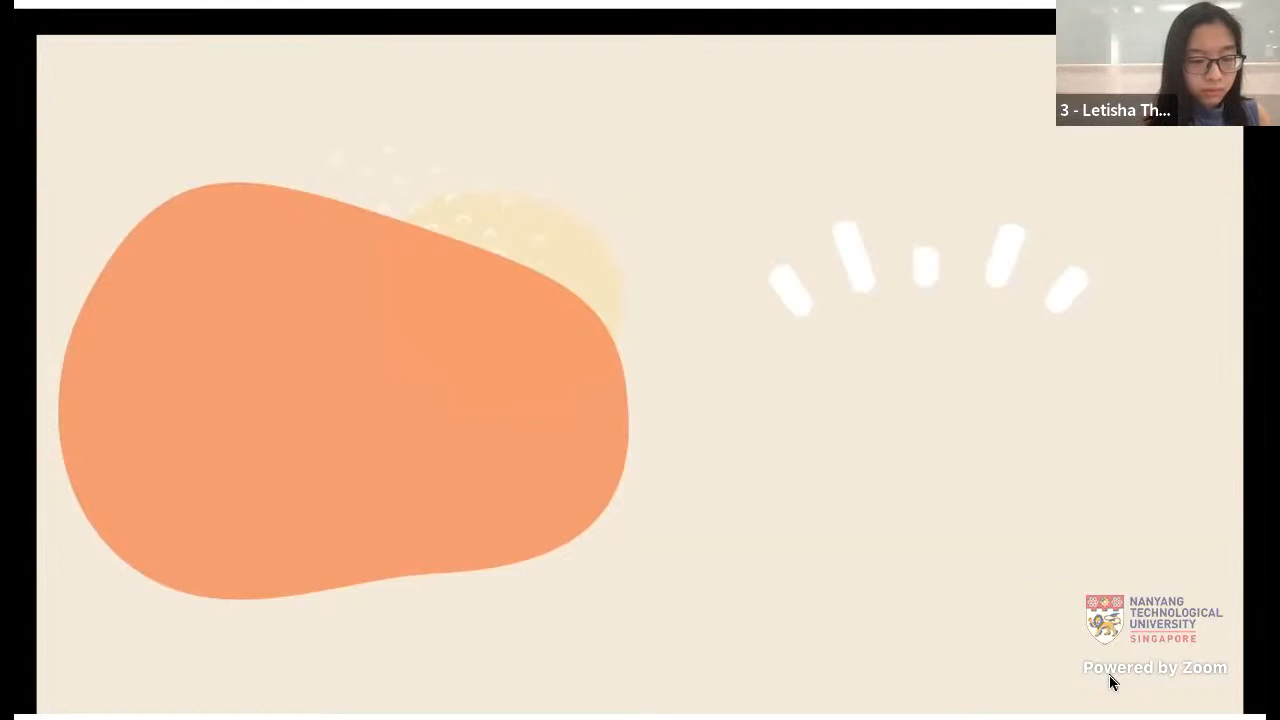 3 - Letisha Th...
NANYANG
TECHNOLOGICAL
UNIVERSITY
SINGAPORE
Powered by Zoom